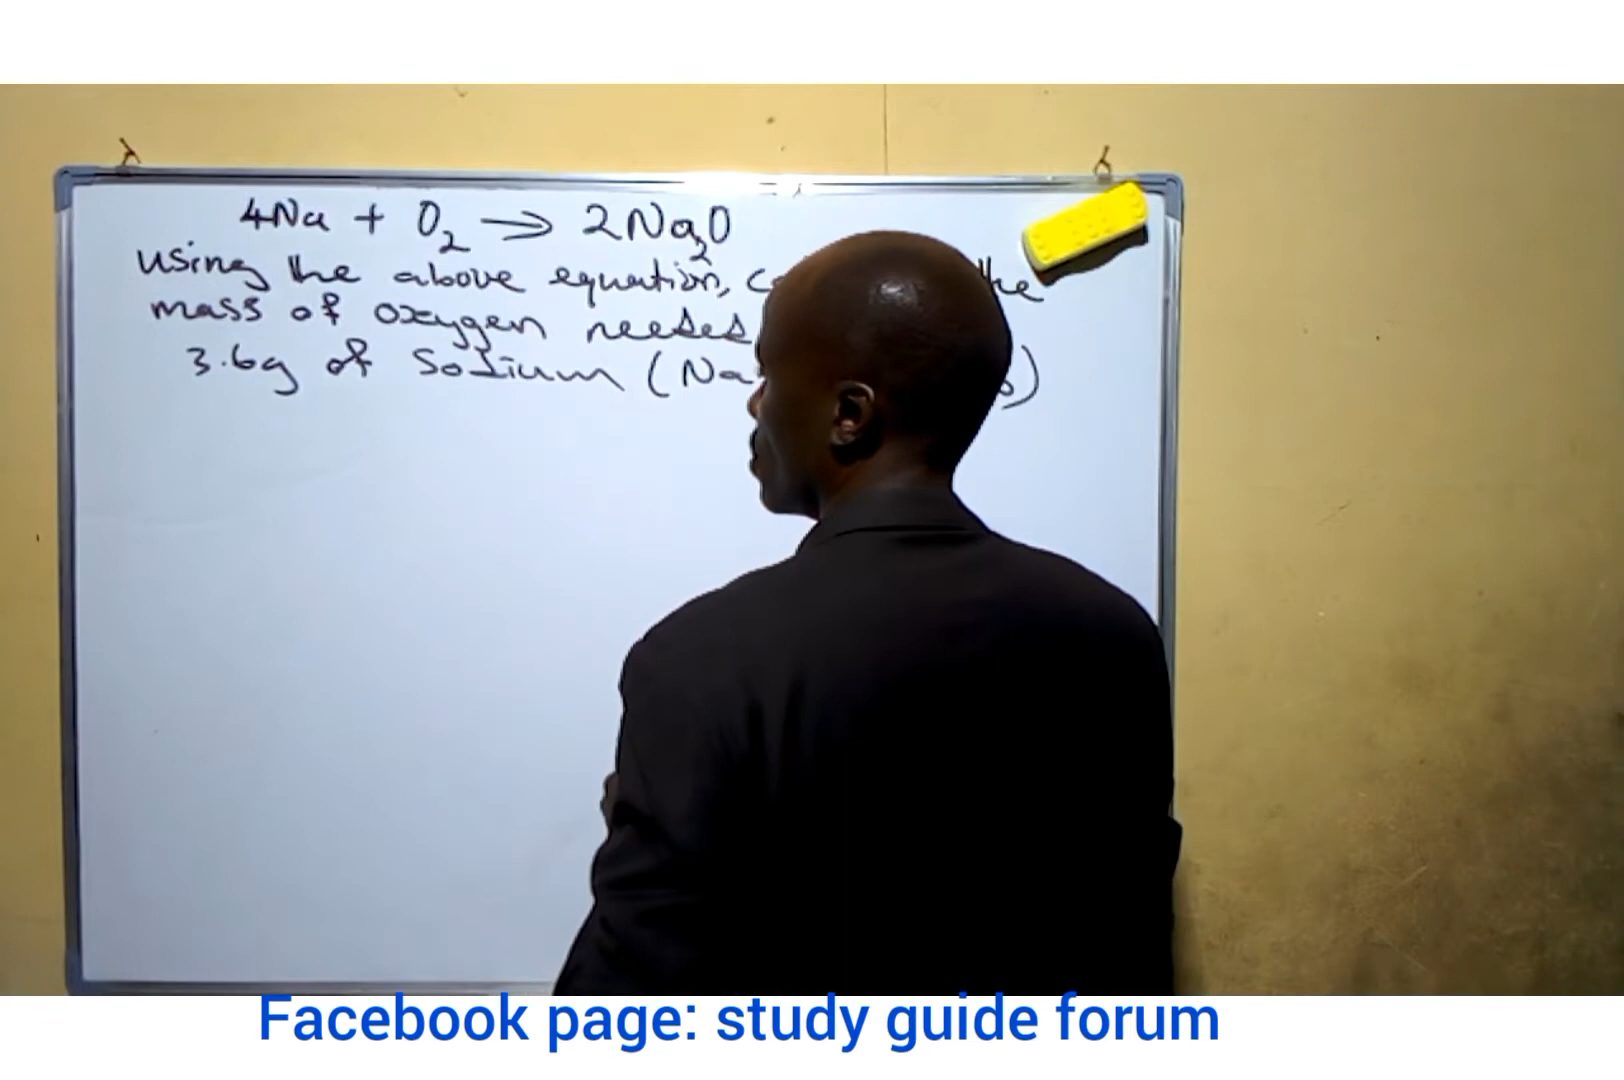 4Na + O₂ → 2Na₂O
using the above equation, the
mass of oxygen needed
3.6g of Sodium (Na )
Facebook page: study guide forum